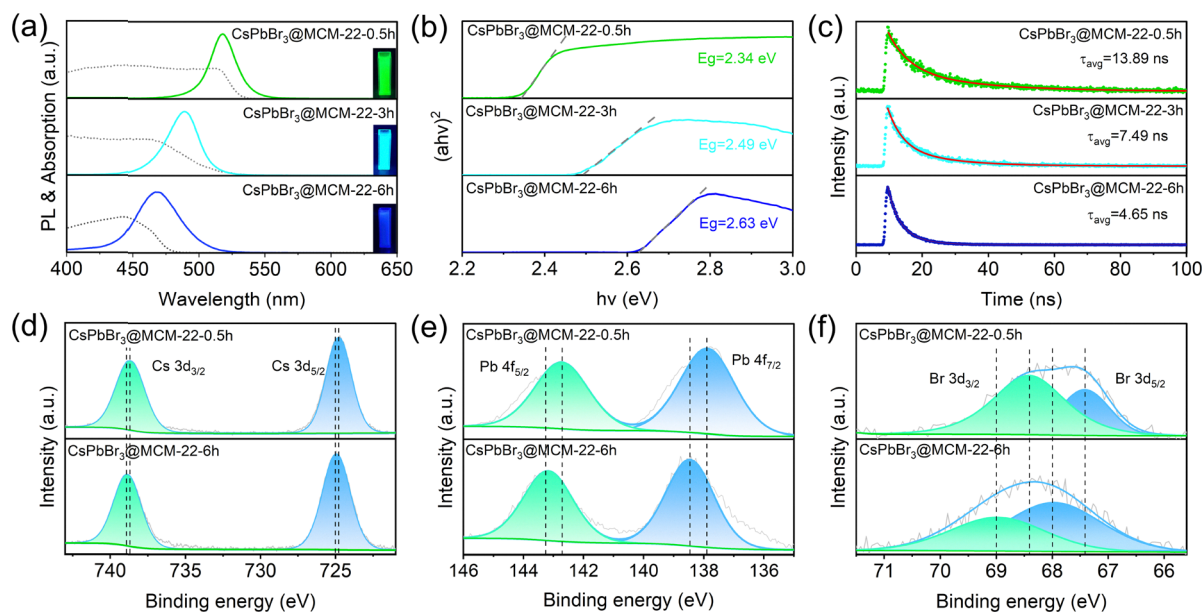 (a)
CsPbBr₃@MCM-22-0.5h
CsPbBr₃@MCM-22-3h
CsPbBr₃@MCM-22-6h
PL & Absorption (a.u.)
400 450 500 550 600 650
Wavelength (nm)
(b)
CsPbBr₃@MCM-22-0.5h
Eg=2.34 eV
CsPbBr₃@MCM-22-3h
Eg=2.49 eV
CsPbBr₃@MCM-22-6h
Eg=2.63 eV
(ahv)²
2.2 2.4 2.6 2.8 3.0
hv (eV)
(c)
CsPbBr₃@MCM-22-0.5h
τavg=13.89 ns
CsPbBr₃@MCM-22-3h
τavg=7.49 ns
CsPbBr₃@MCM-22-6h
τavg=4.65 ns
Intensity (a.u.)
0 20 40 60 80 100
Time (ns)
(d)
CsPbBr₃@MCM-22-0.5h
Cs 3d3/2
Cs 3d5/2
CsPbBr₃@MCM-22-6h
Intensity (a.u.)
740 735 730 725
Binding energy (eV)
(e)
CsPbBr₃@MCM-22-0.5h
Pb 4f5/2
Pb 4f7/2
CsPbBr₃@MCM-22-6h
Intensity (a.u.)
146 144 142 140 138 136
Binding energy (eV)
(f)
CsPbBr₃@MCM-22-0.5h
Br 3d3/2
Br 3d5/2
CsPbBr₃@MCM-22-6h
Intensity (a.u.)
71 70 69 68 67 66
Binding energy (eV)